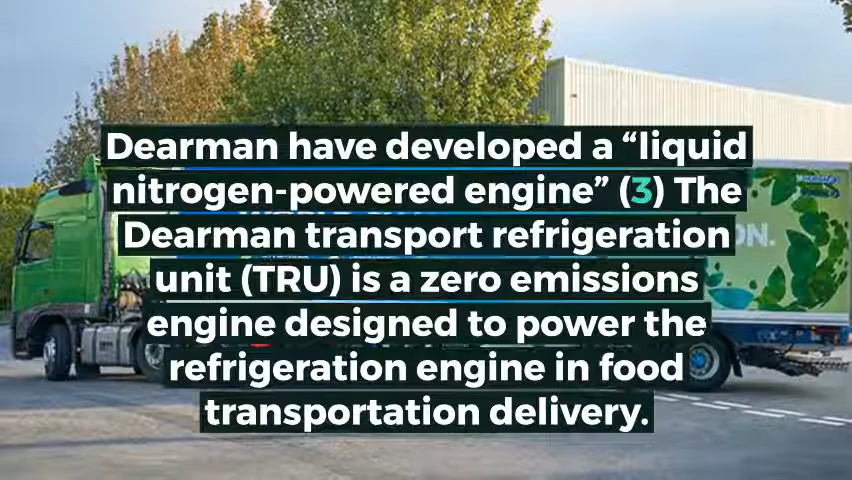 Dearman have developed a “liquid
nitrogen-powered engine” (3) The
Dearman transport refrigeration
unit (TRU) is a zero emissions
engine designed to power the
refrigeration engine in food
transportation delivery.
ON.